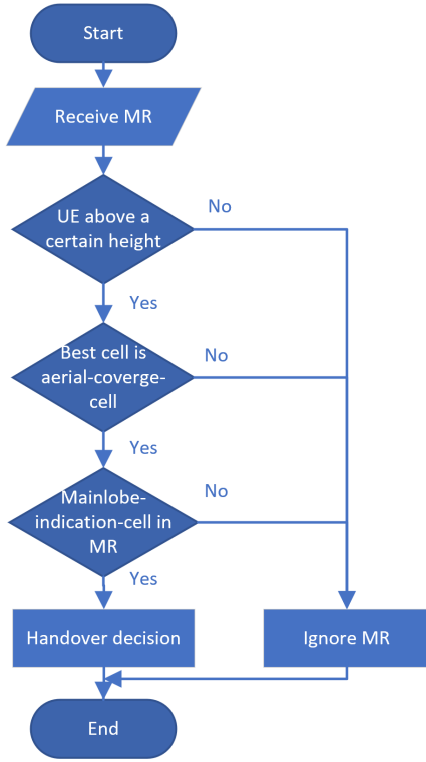 Start
Receive MR
UE above a
certain height
No
Yes
Best cell is
aerial-coverge-
cell
No
Yes
Mainlobe-
indication-cell in
MR
No
Yes
Handover decision
Ignore MR
End